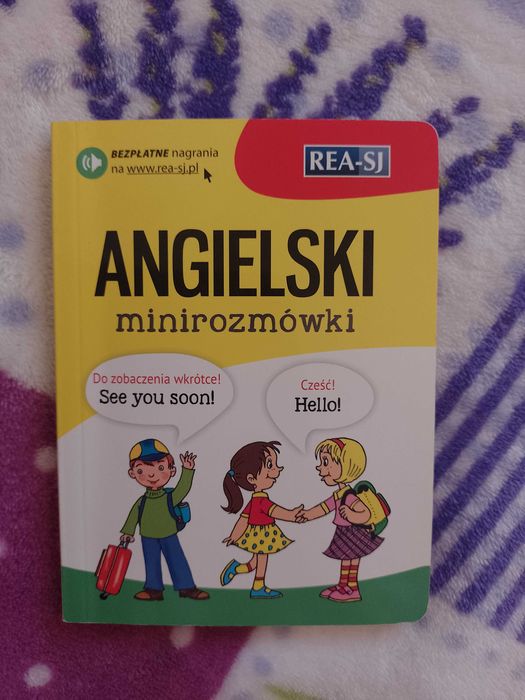 BEZPŁATNE nagrania
na www.rea-sj.pl
REA-SJ
ANGIELSKI
minirozmówki
Do zobaczenia wkrótce!
See you soon!
Cześć!
Hello!